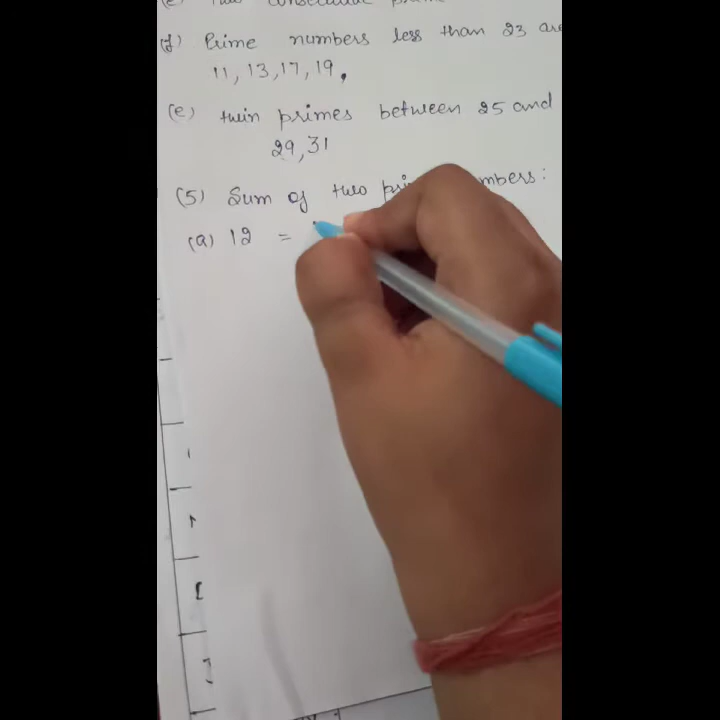 (d) Prime numbers less than 23 are
11, 13, 17, 19,
(e) twin primes between 25 and
29, 31
(5) Sum of two
(a) 12 =